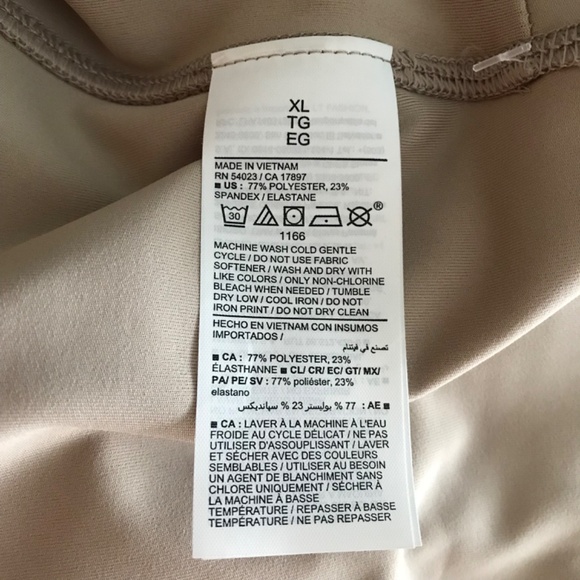 XL
TG
EG
MADE IN VIETNAM
RN 54023 / CA 17897
■ US : 77% POLYESTER, 23%
SPANDEX / ELASTANE
30 ®
1166
MACHINE WASH COLD GENTLE
CYCLE / DO NOT USE FABRIC
SOFTENER / WASH AND DRY WITH
LIKE COLORS / ONLY NON-CHLORINE
BLEACH WHEN NEEDED / TUMBLE
DRY LOW / COOL IRON / DO NOT
IRON PRINT / DO NOT DRY CLEAN
HECHO EN VIETNAM CON INSUMOS
IMPORTADOS /
تصنع في فيتنام
■ CA : 77% POLYESTER, 23%
ÉLASTHANNE ■ CL/ CR/ EC/ GT/ MX/
PA/ PE/ SV : 77% poliéster, 23%
elastano
■ AE : 77 % بوليستر 23 % سپانديكس
■ CA : LAVER À LA MACHINE À L'EAU
FROIDE AU CYCLE DÉLICAT / NE PAS
UTILISER D'ASSOUPLISSANT / LAVER
ET SÉCHER AVEC DES COULEURS
SEMBLABLES / UTILISER AU BESOIN
UN AGENT DE BLANCHIMENT SANS
CHLORE UNIQUEMENT / SÉCHER À
LA MACHINE À BASSE
TEMPÉRATURE / REPASSER À BASSE
TEMPÉRATURE / NE PAS REPASSER